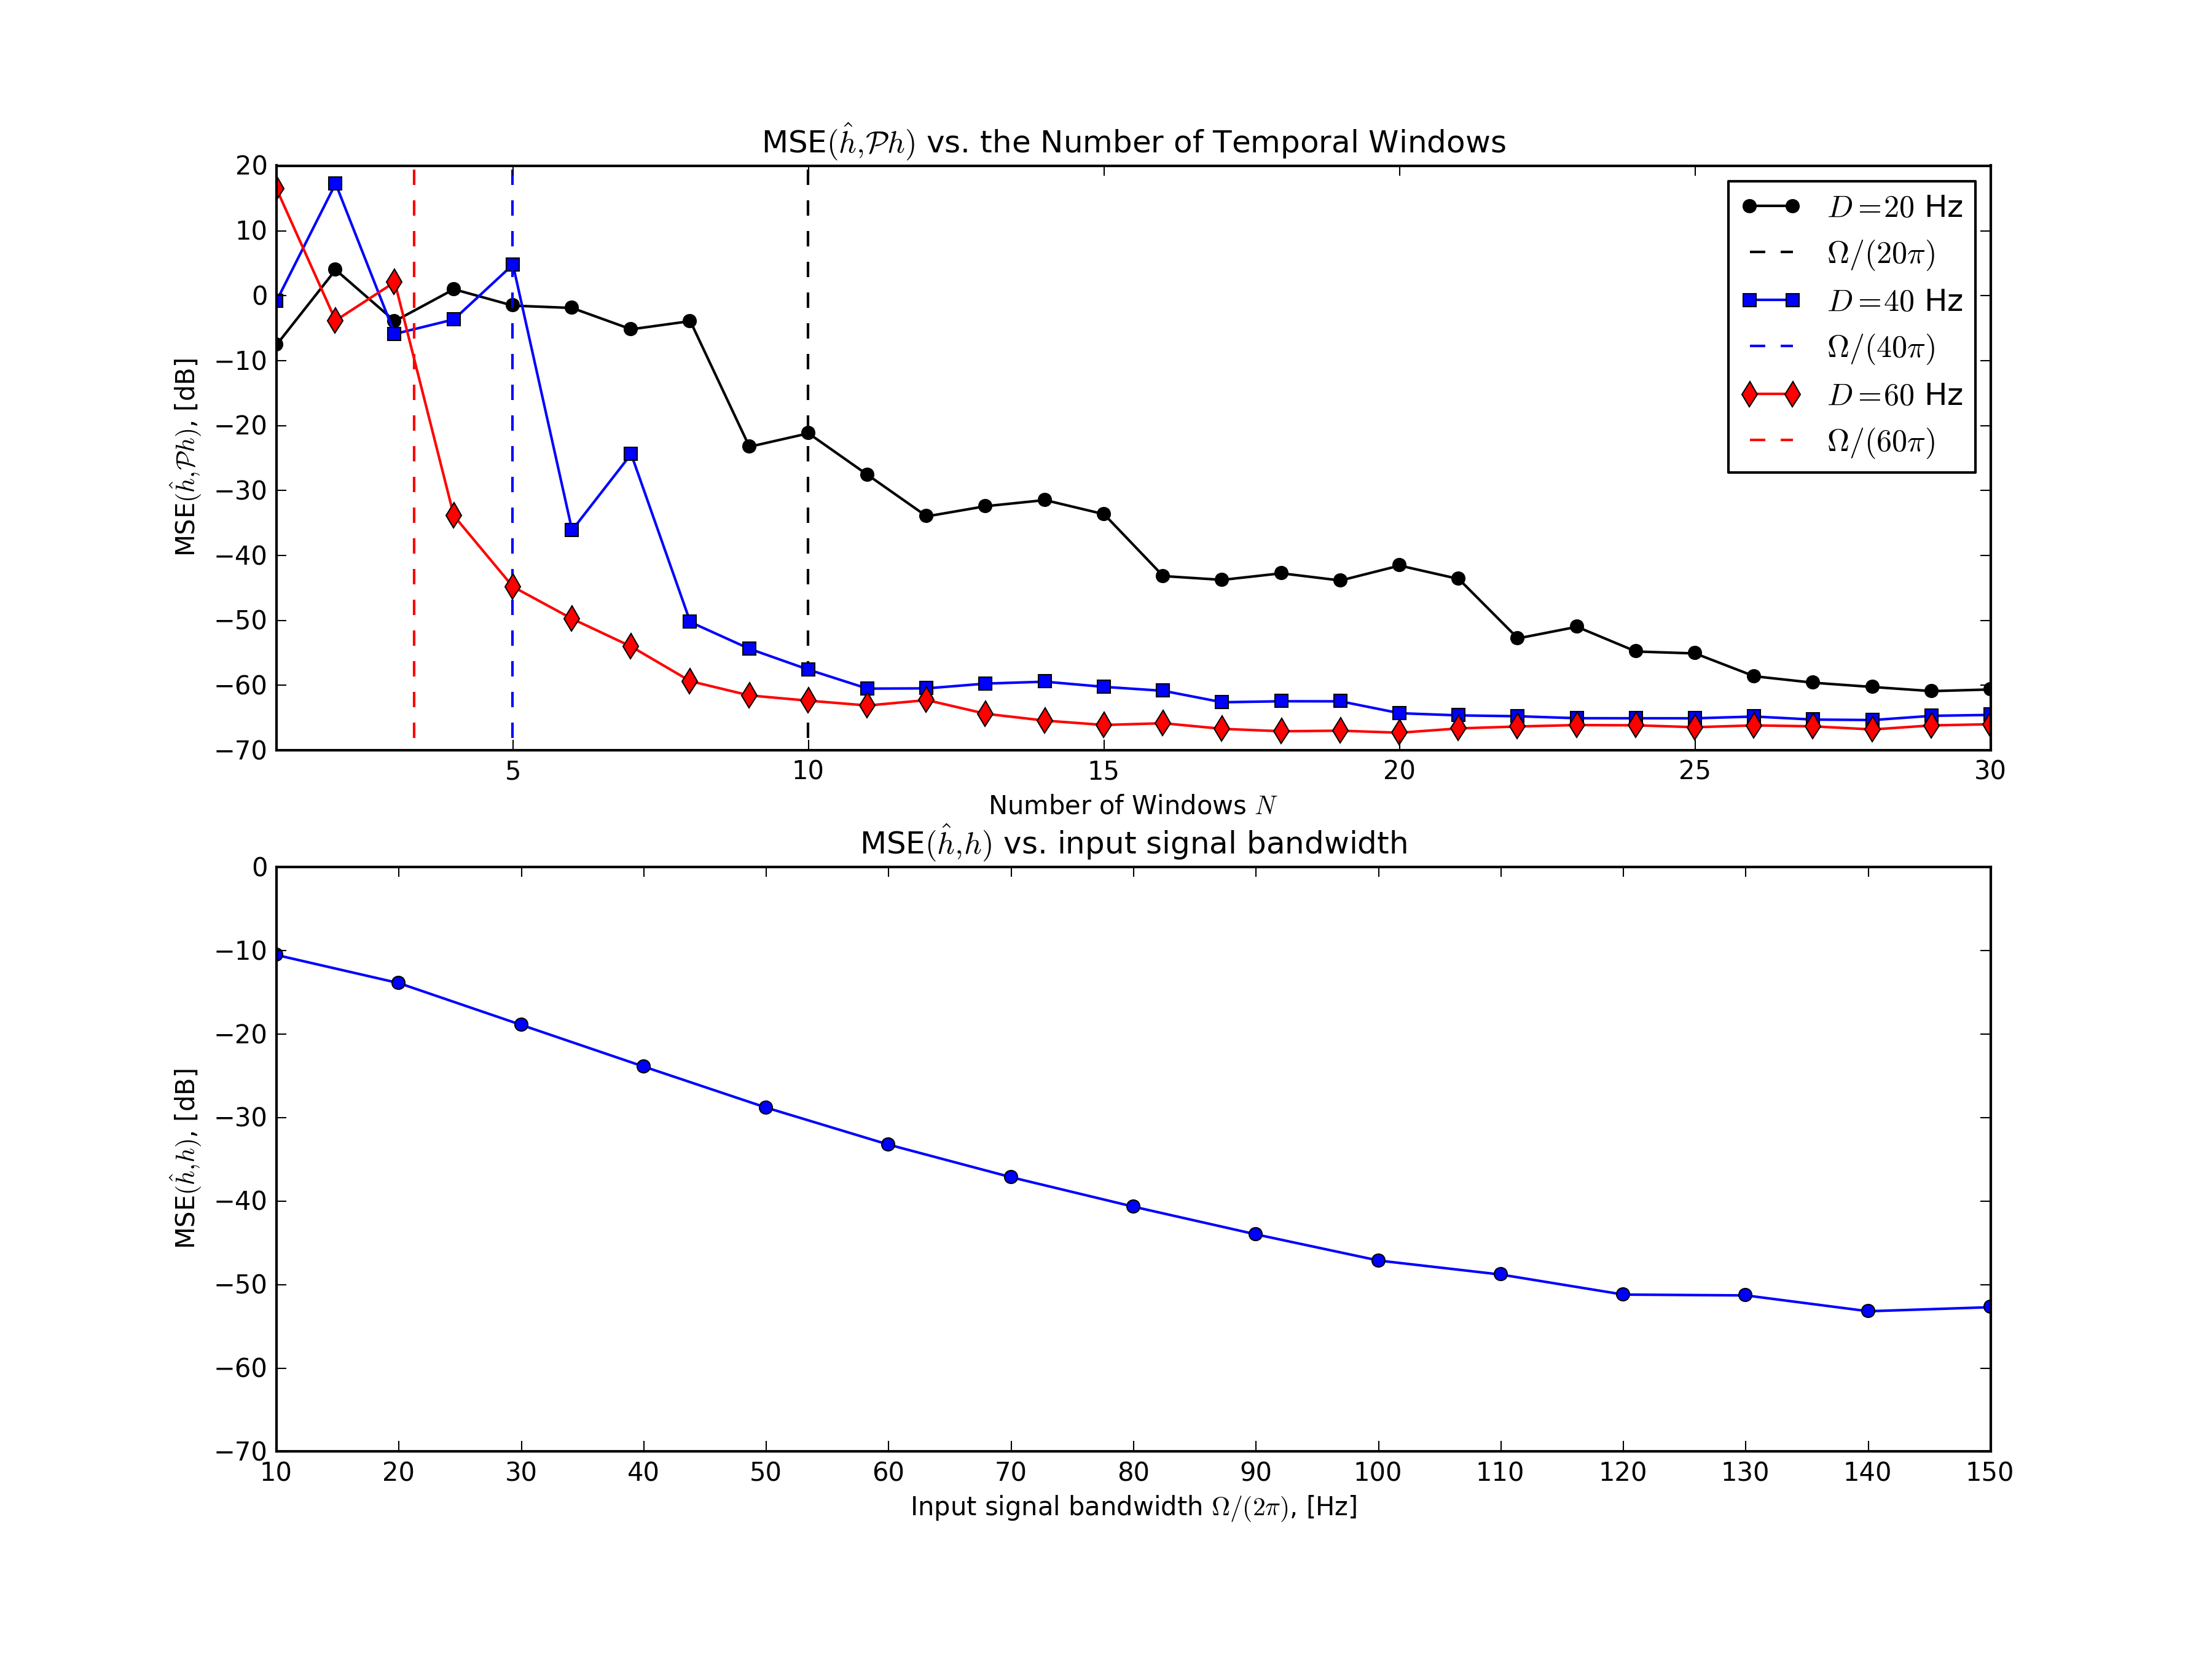 MSE(ĥ,𝒫h) vs. the Number of Temporal Windows
20
10
0
−10
−20
−30
−40
−50
−60
−70
MSE(ĥ,𝒫h), [dB]
D=20 Hz
Ω/(20π)
D=40 Hz
Ω/(40π)
D=60 Hz
Ω/(60π)
5 10 15 20 25 30
Number of Windows N
MSE(ĥ,h) vs. input signal bandwidth
0
−10
−20
−30
−40
−50
−60
−70
MSE(ĥ,h), [dB]
10 20 30 40 50 60 70 80 90 100 110 120 130 140 150
Input signal bandwidth Ω/(2π), [Hz]